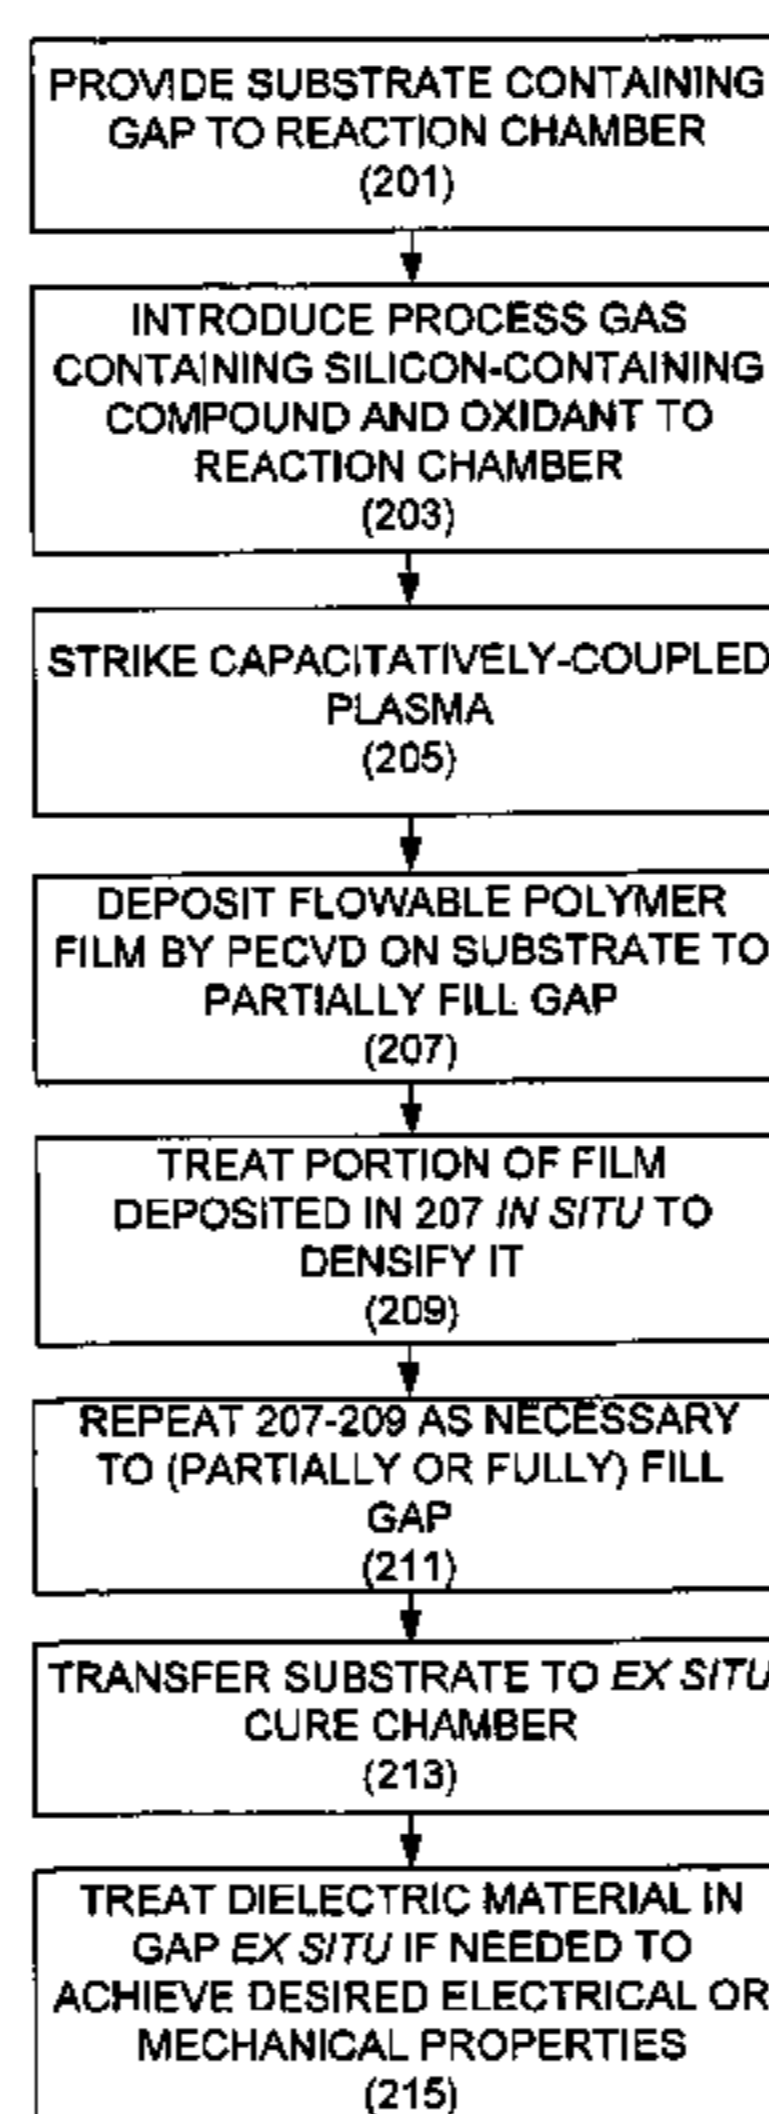 PROVIDE SUBSTRATE CONTAINING
GAP TO REACTION CHAMBER
(201)
INTRODUCE PROCESS GAS
CONTAINING SILICON-CONTAINING
COMPOUND AND OXIDANT TO
REACTION CHAMBER
(203)
STRIKE CAPACITATIVELY-COUPLED
PLASMA
(205)
DEPOSIT FLOWABLE POLYMER
FILM BY PECVD ON SUBSTRATE TO
PARTIALLY FILL GAP
(207)
TREAT PORTION OF FILM
DEPOSITED IN 207 IN SITU TO
DENSIFY IT
(209)
REPEAT 207-209 AS NECESSARY
TO (PARTIALLY OR FULLY) FILL
GAP
(211)
TRANSFER SUBSTRATE TO EX SITU
CURE CHAMBER
(213)
TREAT DIELECTRIC MATERIAL IN
GAP EX SITU IF NEEDED TO
ACHIEVE DESIRED ELECTRICAL OR
MECHANICAL PROPERTIES
(215)